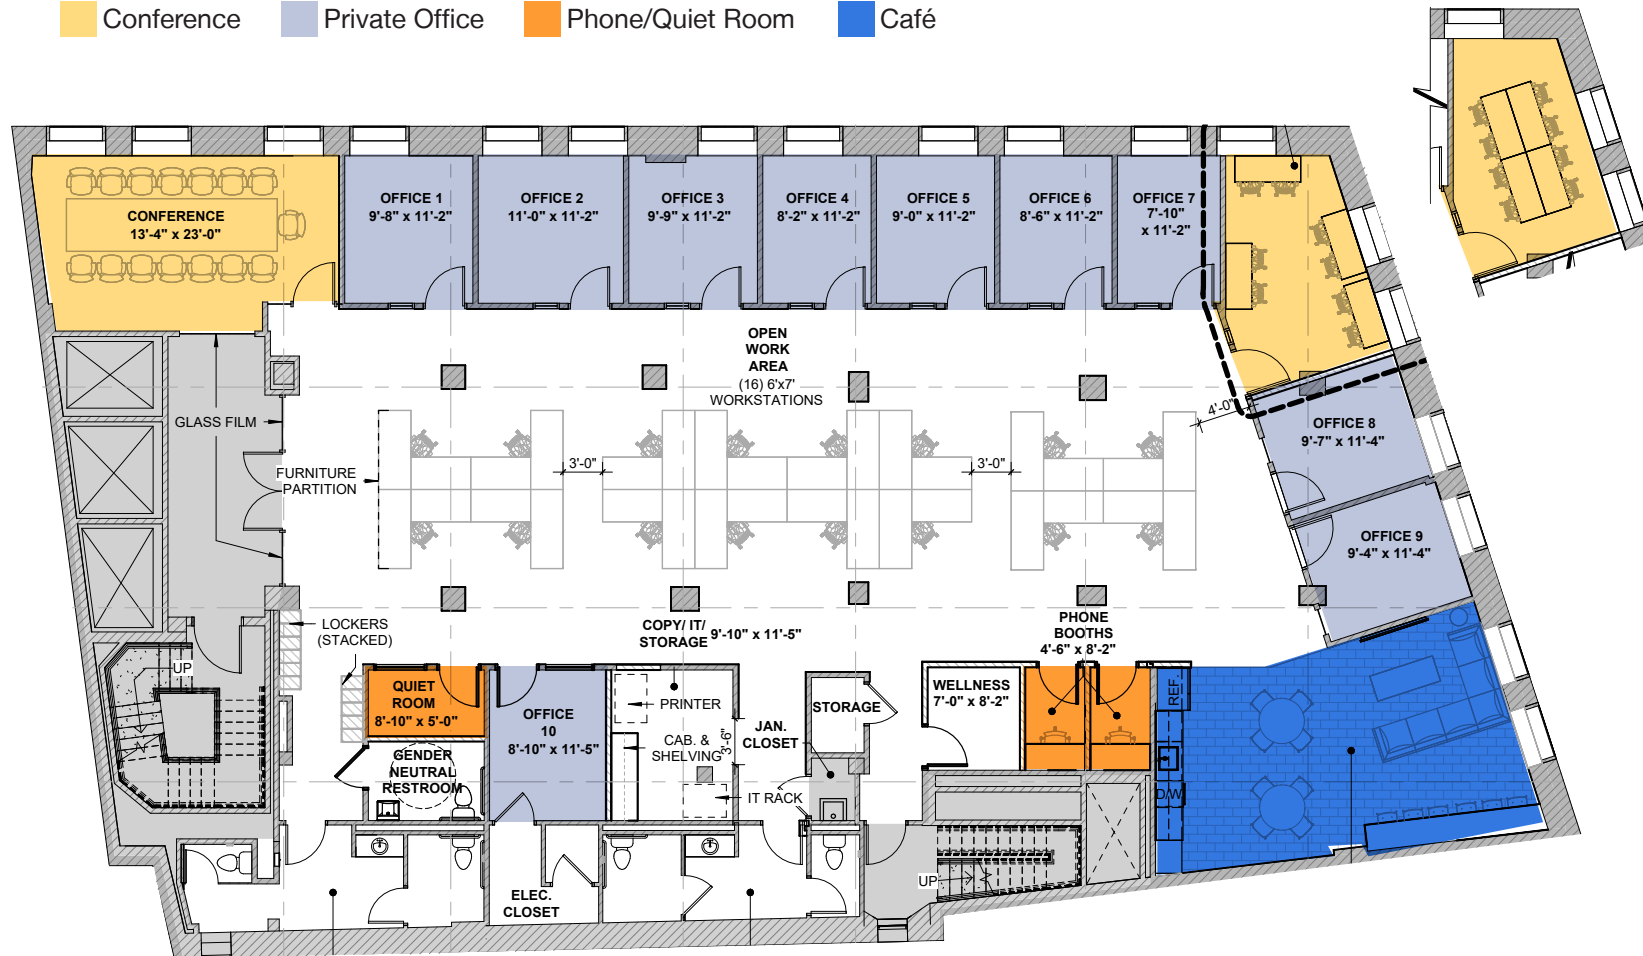 Conference
Private Office
Phone/Quiet Room
Café
CONFERENCE
13'-4" x 23'-0"
OFFICE 1
9'-8" x 11'-2"
OFFICE 2
11'-0" x 11'-2"
OFFICE 3
9'-9" x 11'-2"
OFFICE 4
8'-2" x 11'-2"
OFFICE 5
9'-0" x 11'-2"
OFFICE 6
8'-6" x 11'-2"
OFFICE 7
7'-10"
x 11'-2"
OPEN
WORK
AREA
(16) 6'x7'
WORKSTATIONS
GLASS FILM
FURNITURE
PARTITION
3'-0"
3'-0"
4'-0"
OFFICE 8
9'-7" x 11'-4"
OFFICE 9
9'-4" x 11'-4"
LOCKERS
(STACKED)
COPY/ IT/
STORAGE
9'-10" x 11'-5"
PHONE
BOOTHS
4'-6" x 8'-2"
UP
QUIET
ROOM
8'-10" x 5'-0"
OFFICE
10
8'-10" x 11'-5"
PRINTER
CAB. &
SHELVING
3'-6"
JAN.
CLOSET
STORAGE
WELLNESS
7'-0" x 8'-2"
REF.
D/W
GENDER
NEUTRAL
RESTROOM
IT RACK
ELEC.
CLOSET
UP